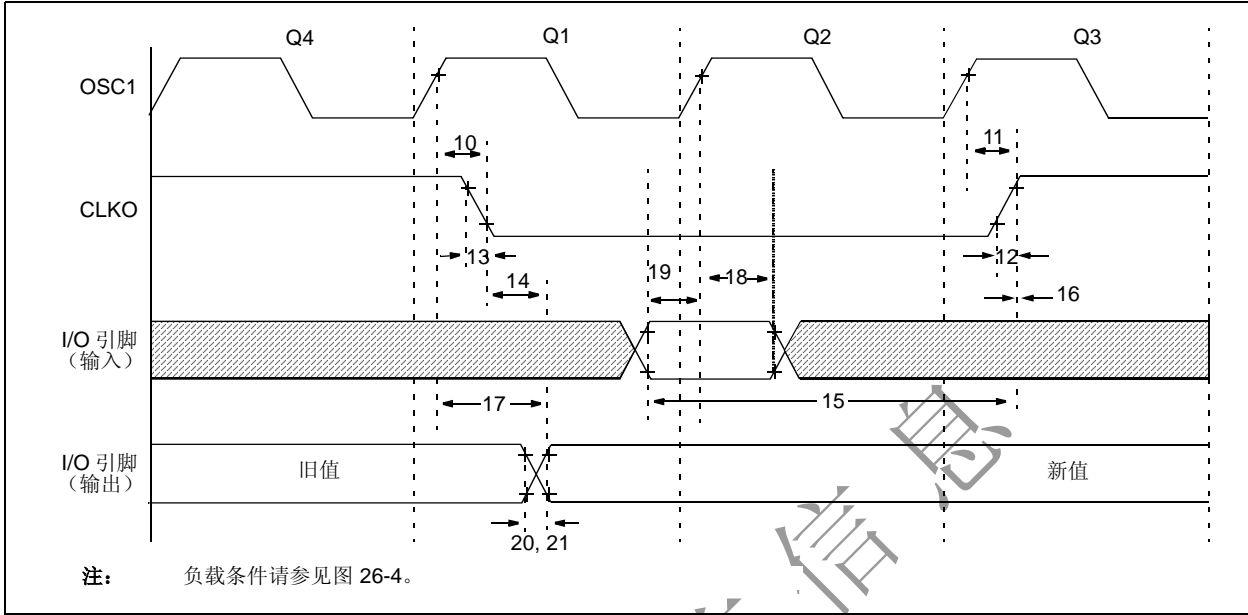 Q4 Q1 Q2 Q3
OSC1
10 11
CLKO
13 12
14 19 18 16
I/O 引脚
（输入）
17 15
I/O 引脚
（输出）
旧值 新值
20, 21
注： 负载条件请参见图 26-4。
信息